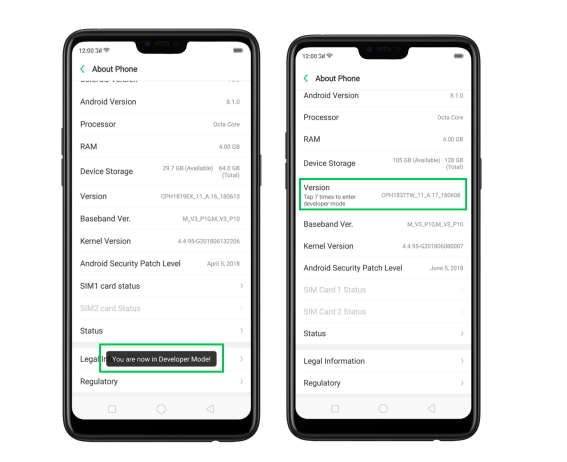 12:00
About Phone
Android Version 8.1.0
Processor Octa Core
RAM 4.00 GB
Device Storage 29.7 GB (Available) 64.0 GB (Total)
Version CPH1819EX_11_A.16_180613
Baseband Ver. M_V3_P10,M_V3_P10
Kernel Version 4.4.95-G201806132206
Android Security Patch Level April 5, 2018
SIM1 card status
SIM2 card Status
Status
Legal In
You are now in Developer Mode!
Regulatory
12:00
About Phone
Android Version 8.1.0
Processor Octa Core
RAM 4.00 GB
Device Storage 105 GB (Available) 128 GB (Total)
Version
Tap 7 times to enter
developer mode
CPH1837TW_11_A.17_180608
Baseband Ver. M_V3_P10,M_V3_P10
Kernel Version 4.4.95-G201806080007
Android Security Patch Level June 5, 2018
SIM Card 1 Status
SIM Card 2 Status
Status
Legal Information
Regulatory